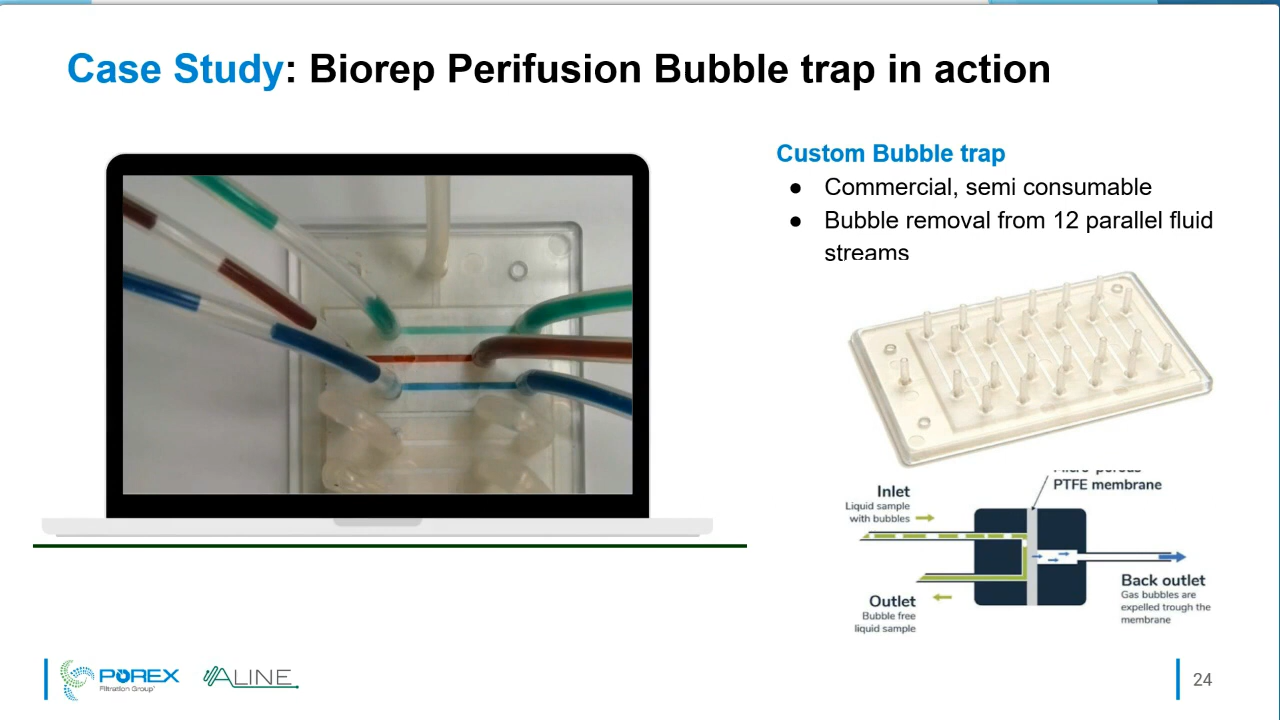 Case Study: Biorep Perifusion Bubble trap in action
Custom Bubble trap
● Commercial, semi consumable
● Bubble removal from 12 parallel fluid
streams
Micro-porous
PTFE membrane
Inlet
Liquid sample
with bubbles
Outlet
Bubble free
liquid sample
Back outlet
Gas bubbles are
expelled trough the
membrane
POREX
Filtration Group
ALINE
24